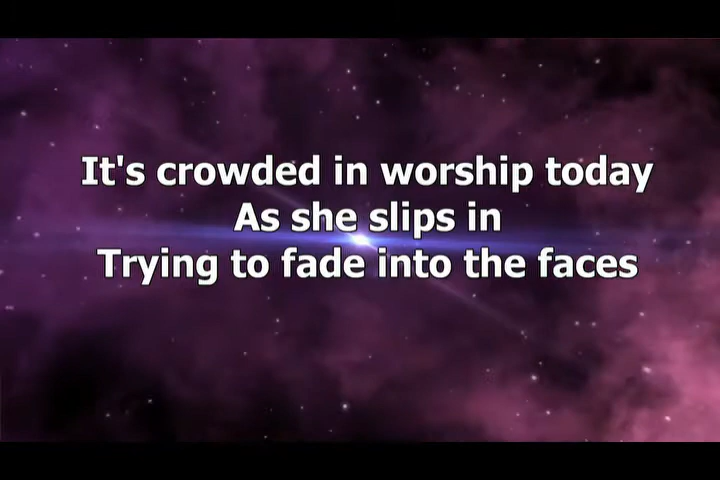 It's crowded in worship today
As she slips in
Trying to fade into the faces